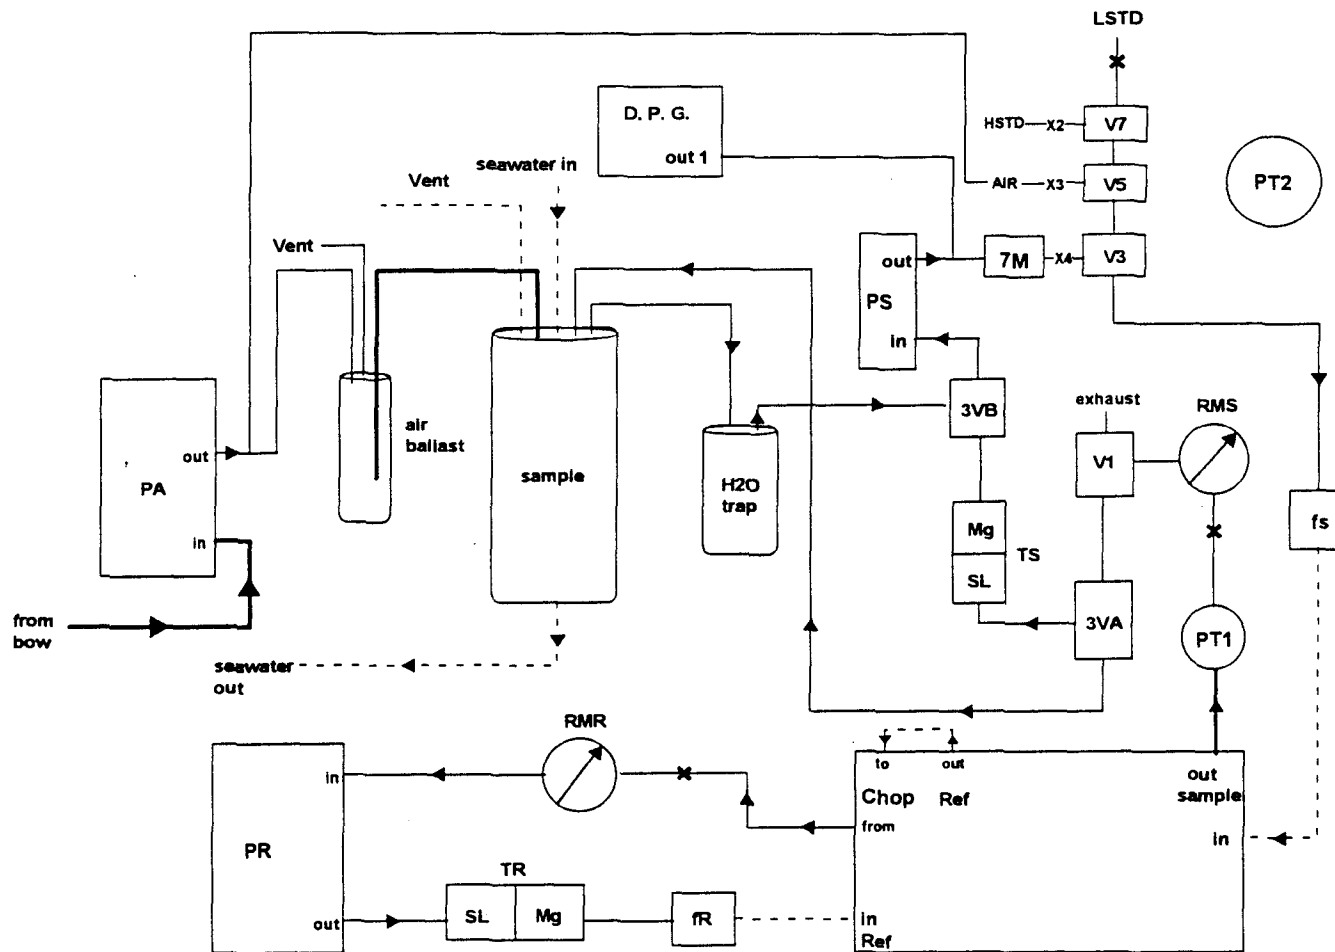 LSTD
D. P. G.
out 1
HSTD
X2
V7
seawater in
Vent
AIR
X3
V5
PT2
Vent
out
7M
X4
V3
PS
in
exhaust
RMS
air
ballast
3VB
V1
out
PA
sample
H2O
trap
Mg
TS
SL
fs
in
from
bow
3VA
PT1
seawater
out
RMR
to
out
out
sample
Chop
Ref
in
from
in
PR
TR
SL
Mg
fR
out
in
Ref